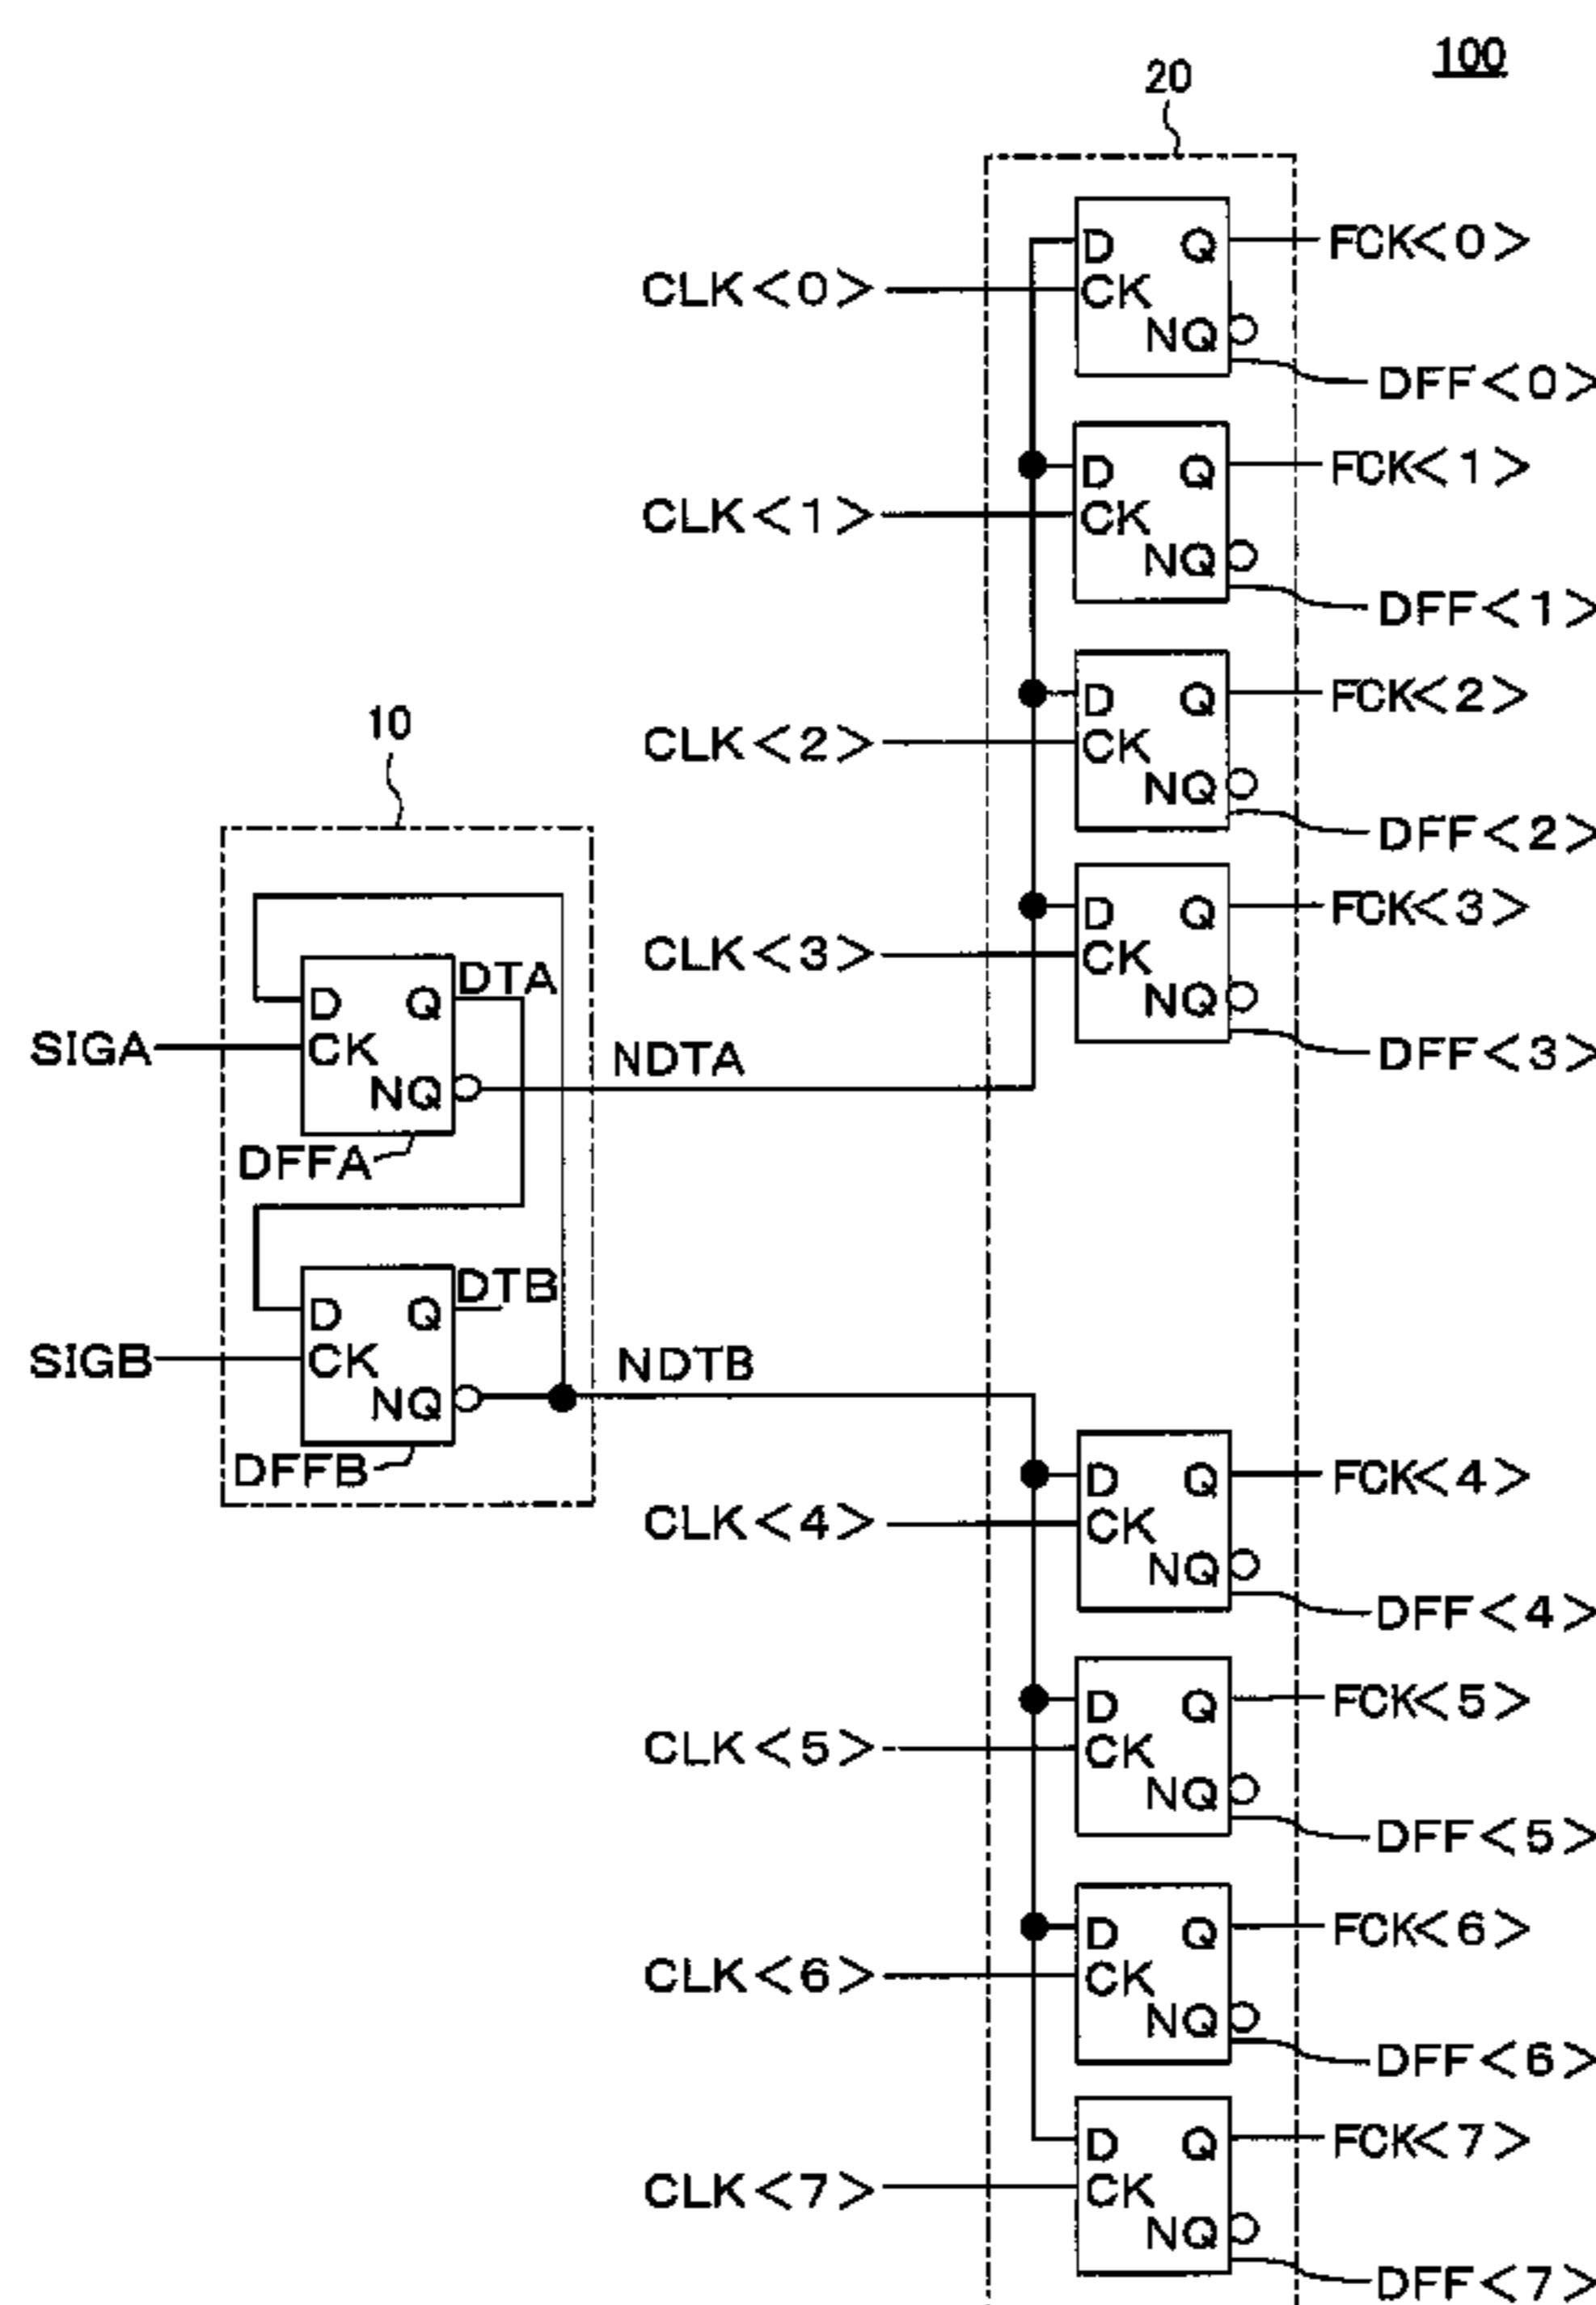 100
20
D Q FCK<0>
CLK<0> CK
NQ
DFF<0>
D Q FCK<1>
CLK<1> CK
NQ
DFF<1>
D Q FCK<2>
10
CLK<2> CK
NQ
DFF<2>
D Q FCK<3>
CLK<3> CK
NQ
DFF<3>
DTA
D Q
SIGA CK
NQ
NDTA
DFFA
DTB
D Q
SIGB CK
NQ
NDTB
DFFB
D Q FCK<4>
CLK<4> CK
NQ
DFF<4>
D Q FCK<5>
CLK<5> CK
NQ
DFF<5>
D Q FCK<6>
CLK<6> CK
NQ
DFF<6>
D Q FCK<7>
CLK<7> CK
NQ
DFF<7>